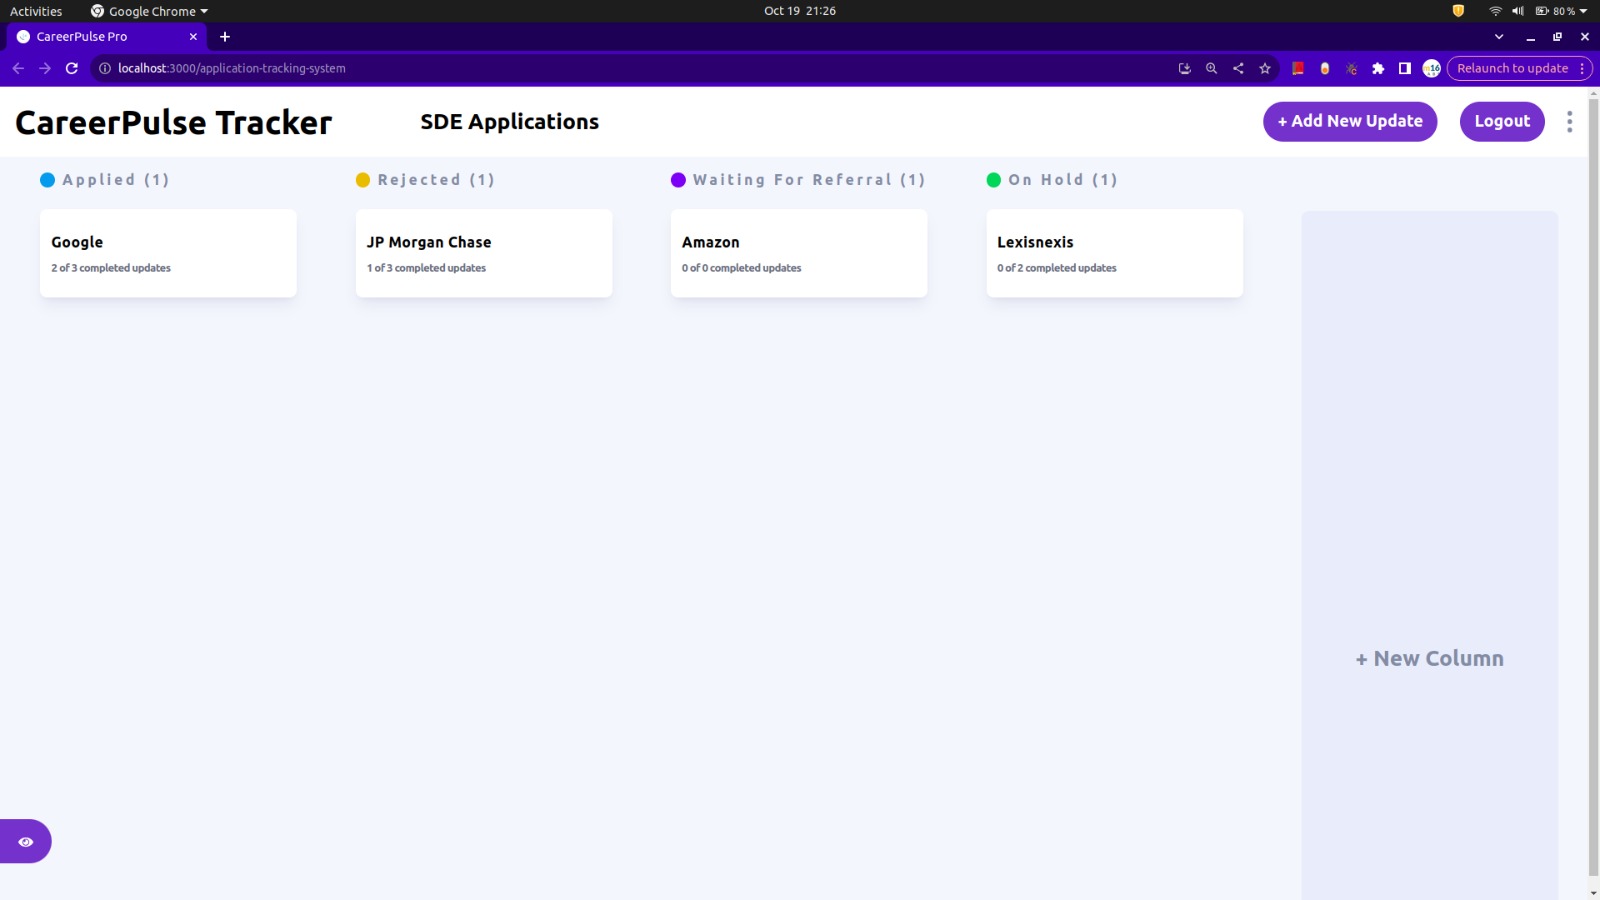 Activities Google Chrome Oct 19 21:26 80 %
CareerPulse Pro
localhost:3000/application-tracking-system 16 Relaunch to update
CareerPulse Tracker SDE Applications + Add New Update Logout
Applied (1) Rejected (1) Waiting For Referral (1) On Hold (1)
Google JP Morgan Chase Amazon Lexisnexis
2 of 3 completed updates 1 of 3 completed updates 0 of 0 completed updates 0 of 2 completed updates
+ New Column